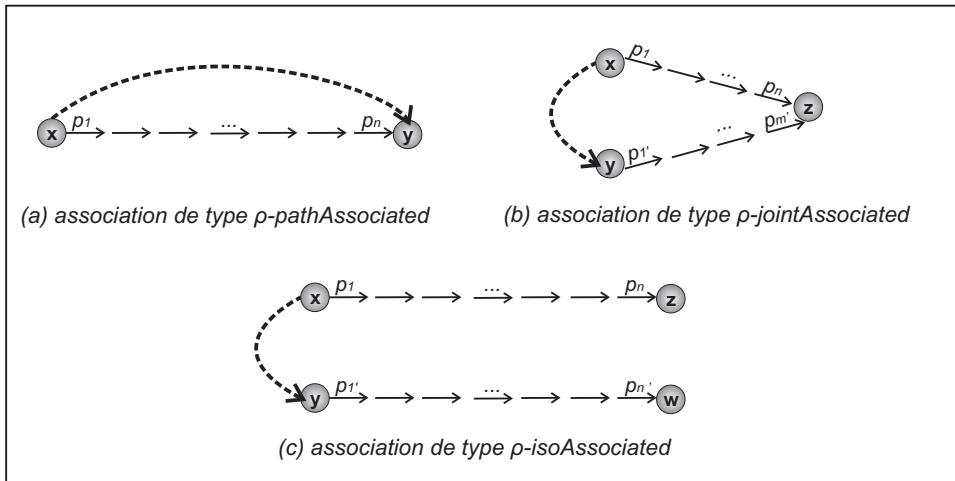 x p1 ... pn y
(a) association de type ρ-pathAssociated
x p1 ... pn
z
y p1' ... pm'
(b) association de type ρ-jointAssociated
x p1 ... pn z
y p1' ... pn' w
(c) association de type ρ-isoAssociated